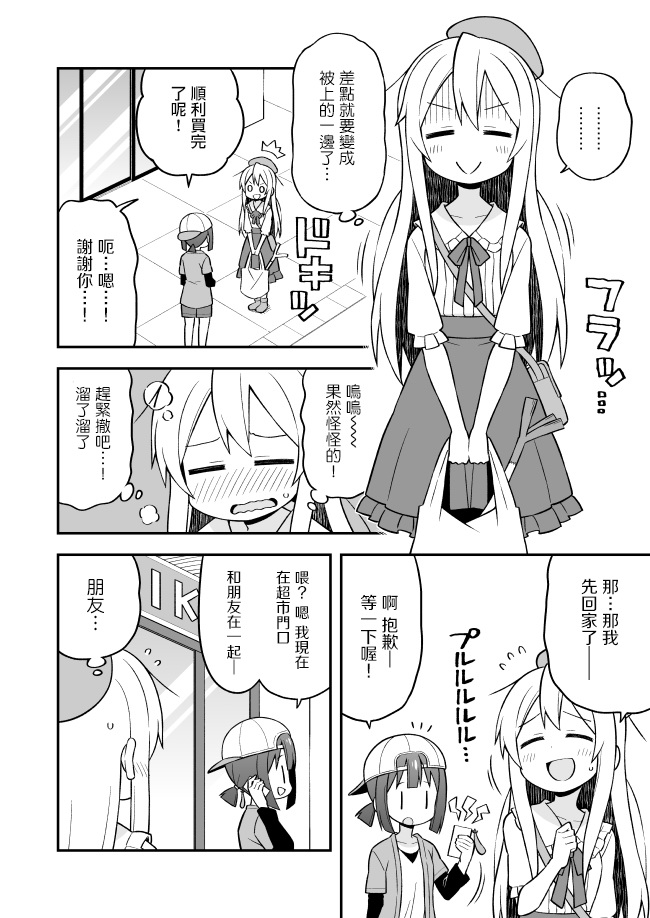 …………
…………
フラッ…
差點就要變成
被上的一邊了…
順利買完
了呢！
ドキッ
呃…嗯…！
謝謝你…！
嗚嗚~~
果然怪怪的！
趕緊撤吧…！
溜了溜了
那…那我
先回家了—
啊 抱歉—
等一下喔！
プルルルル…
喂？嗯 我現在
在超市門口
和朋友在一起—
IK
朋友…